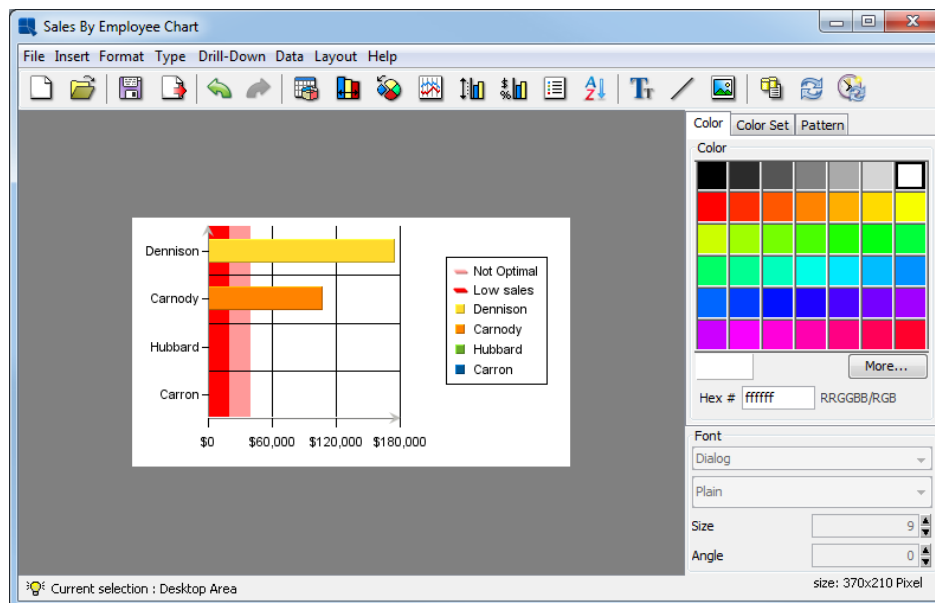 Sales By Employee Chart
File Insert Format Type Drill-Down Data Layout Help
Color Color Set Pattern
Color
Dennison
Carnody
Hubbard
Carron
$0 $60,000 $120,000 $180,000
Not Optimal
Low sales
Dennison
Carnody
Hubbard
Carron
More...
Hex # ffffff RRGGBB/RGB
Font
Dialog
Plain
Size 9
Angle 0
Current selection : Desktop Area
size: 370x210 Pixel